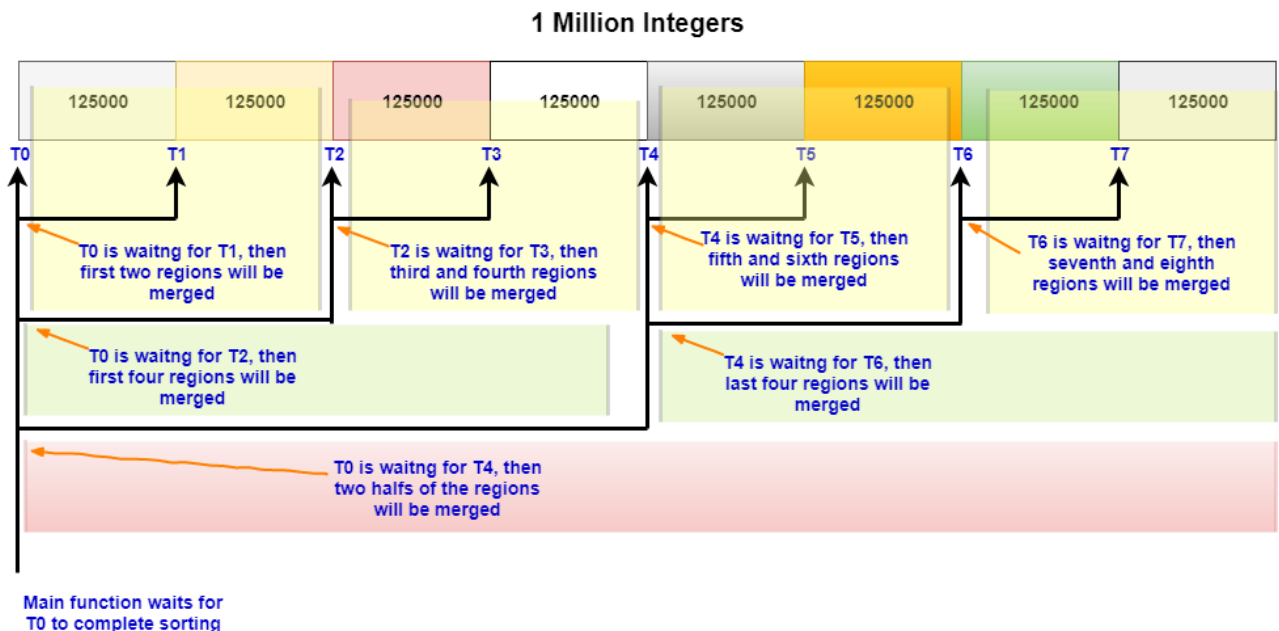 1 Million Integers
125000 125000 125000 125000 125000 125000 125000 125000
T0 T1 T2 T3 T4 T5 T6 T7
T0 is waitng for T1, then
first two regions will be
merged
T2 is waitng for T3, then
third and fourth regions
will be merged
T4 is waitng for T5, then
fifth and sixth regions
will be merged
T6 is waitng for T7, then
seventh and eighth
regions will be merged
T0 is waitng for T2, then
first four regions will be
merged
T4 is waitng for T6, then
last four regions will be
merged
T0 is waitng for T4, then
two halfs of the regions
will be merged
Main function waits for
T0 to complete sorting